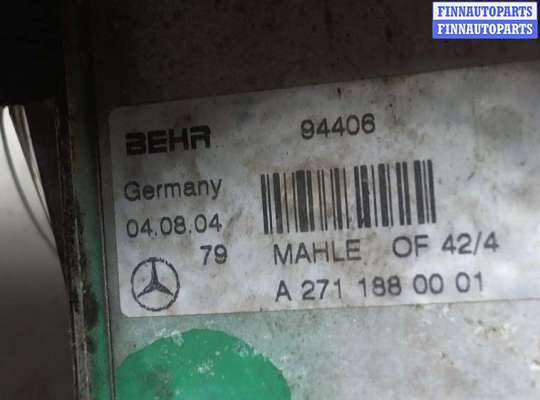 FINNAUTOPARTS
FINNAUTOPARTS
BEHR 94406
Germany
04.08.04
79 MAHLE OF 42/4
A 271 188 00 01